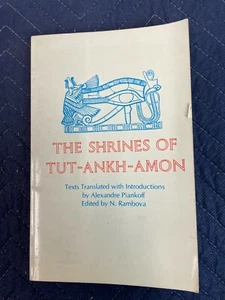 THE SHRINES OF
TUT-ANKH-AMON
Texts Translated with Introductions
by Alexandre Piankoff
Edited by N. Rambova